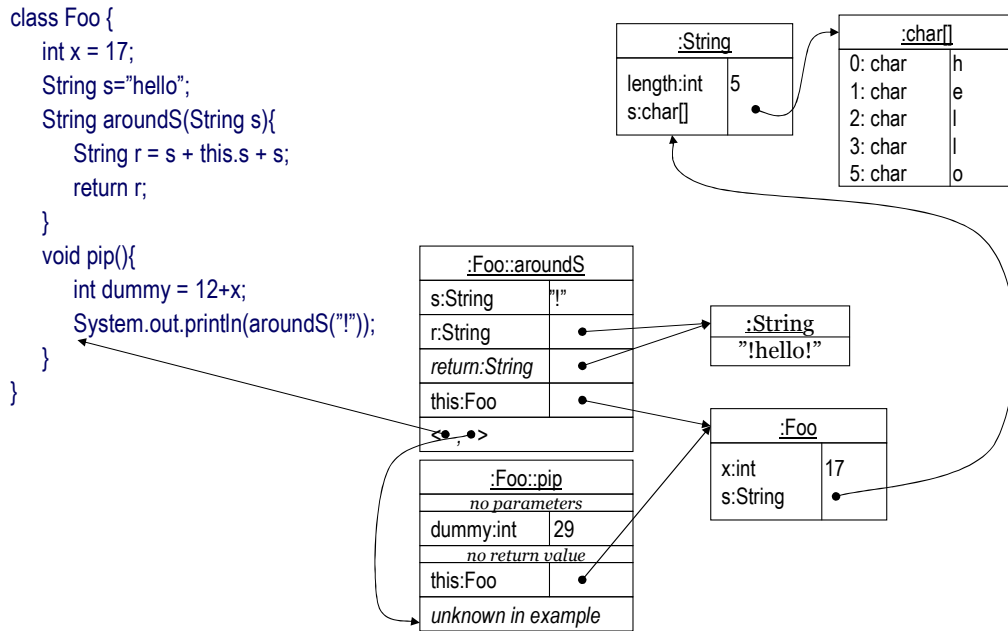 class Foo {
int x = 17;
String s=”hello”;
String aroundS(String s){
String r = s + this.s + s;
return r;
}
void pip(){
int dummy = 12+x;
System.out.println(aroundS(”!”));
}
}
:String
length:int 5
s:char[]
:char[]
0: char h
1: char e
2: char l
3: char l
5: char o
:Foo::aroundS
s:String ”!”
r:String
return:String
this:Foo
< , >
:String
”!hello!”
:Foo
x:int 17
s:String
:Foo::pip
no parameters
dummy:int 29
no return value
this:Foo
unknown in example